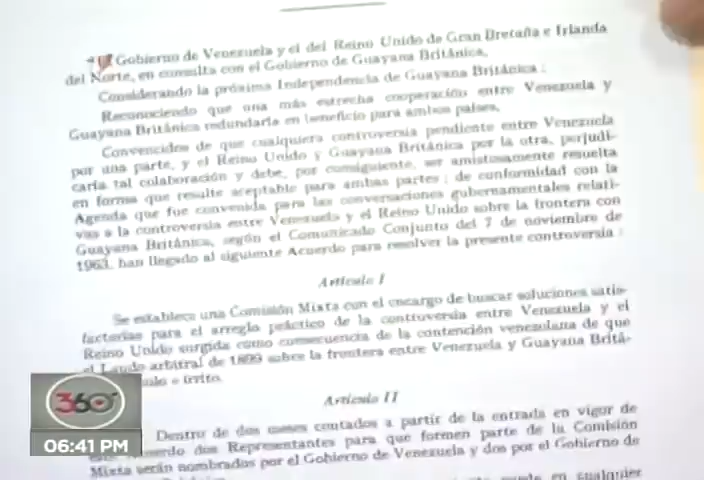 Gobierno de Venezuela y el del Reino Unido de Gran Bretaña e Irlanda
del Norte, en consulta con el Gobierno de Guayana Británica,
Considerando la próxima Independencia de Guayana Británica ;
Reconociendo que una más estrecha cooperación entre Venezuela y
Guayana Británica redundaría en beneficio para ambos países,
Convencidos de que cualquiera controversia pendiente entre Venezuela
por una parte, y el Reino Unido y Guayana Británica por la otra, perjudi-
caría tal colaboración y debe, por consiguiente, ser amistosamente resuelta
en forma que resulte aceptable para ambas partes ; de conformidad con la
Agenda que fue convenida para las conversaciones gubernamentales relati-
vas a la controversia entre Venezuela y el Reino Unido sobre la frontera con
Guayana Británica, según el Comunicado Conjunto del 7 de noviembre de
1963, han llegado al siguiente Acuerdo para resolver la presente controversia :
Artículo I
Se establece una Comisión Mixta con el encargo de buscar soluciones satis-
factorias para el arreglo práctico de la controversia entre Venezuela y el
Reino Unido surgida como consecuencia de la contención venezolana de que
el Laudo arbitral de 1899 sobre la frontera entre Venezuela y Guayana Britá-
nulo e írrito.
Artículo II
Dentro de dos meses contados a partir de la entrada en vigor de
este Acuerdo dos Representantes para que formen parte de la Comisión
Mixta serán nombrados por el Gobierno de Venezuela y dos por el Gobierno de
puede en cualquier
360°
06:41 PM